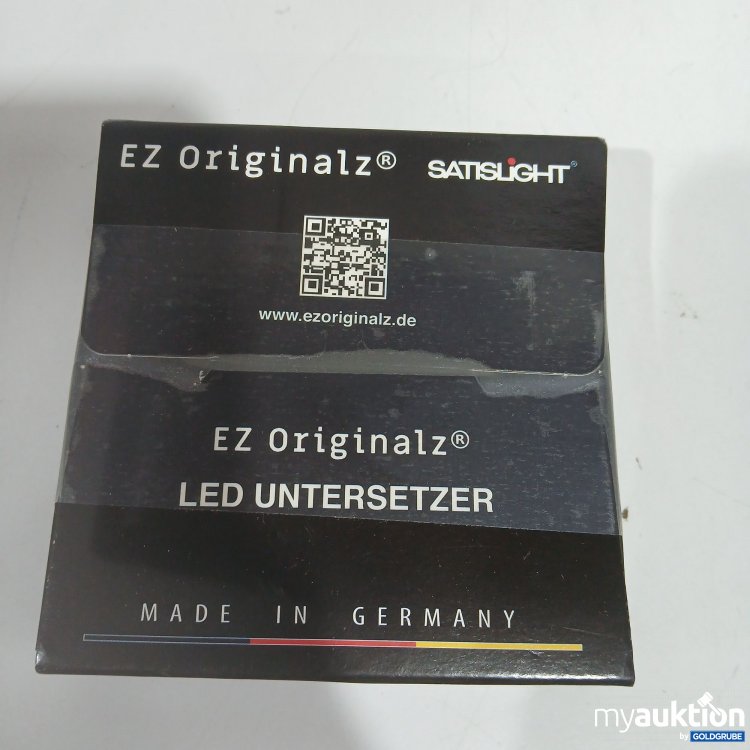 EZ Originalz® SATISLIGHT®
www.ezoriginalz.de
EZ Originalz®
LED UNTERSETZER
MADE IN GERMANY
myauktion
by GOLDGRUBE